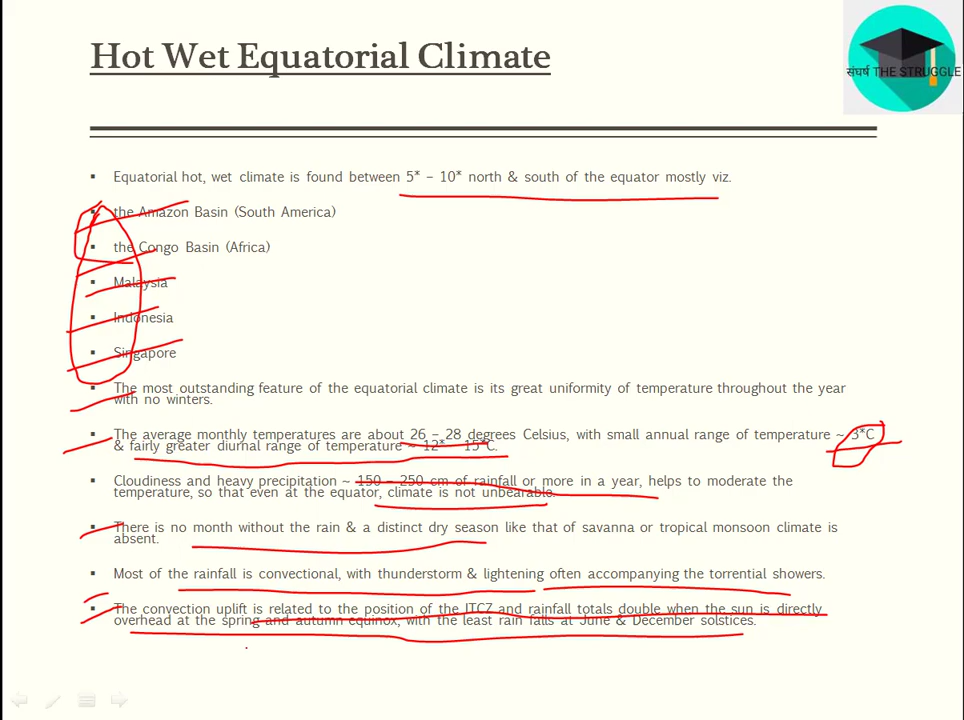 Hot Wet Equatorial Climate
संघर्ष THE STRUGGLE
Equatorial hot, wet climate is found between 5* – 10* north & south of the equator mostly viz.
the Amazon Basin (South America)
the Congo Basin (Africa)
Malaysia
Indonesia
Singapore
The most outstanding feature of the equatorial climate is its great uniformity of temperature throughout the year
with no winters.
The average monthly temperatures are about 26 – 28 degrees Celsius, with small annual range of temperature ~ 3*C
& fairly greater diurnal range of temperature ~ 12* – 15*C.
Cloudiness and heavy precipitation ~ 150 – 250 cm of rainfall or more in a year, helps to moderate the
temperature, so that even at the equator, climate is not unbearable.
There is no month without the rain & a distinct dry season like that of savanna or tropical monsoon climate is
absent.
Most of the rainfall is convectional, with thunderstorm & lightening often accompanying the torrential showers.
The convection uplift is related to the position of the ITCZ and rainfall totals double when the sun is directly
overhead at the spring and autumn equinox, with the least rain falls at June & December solstices.